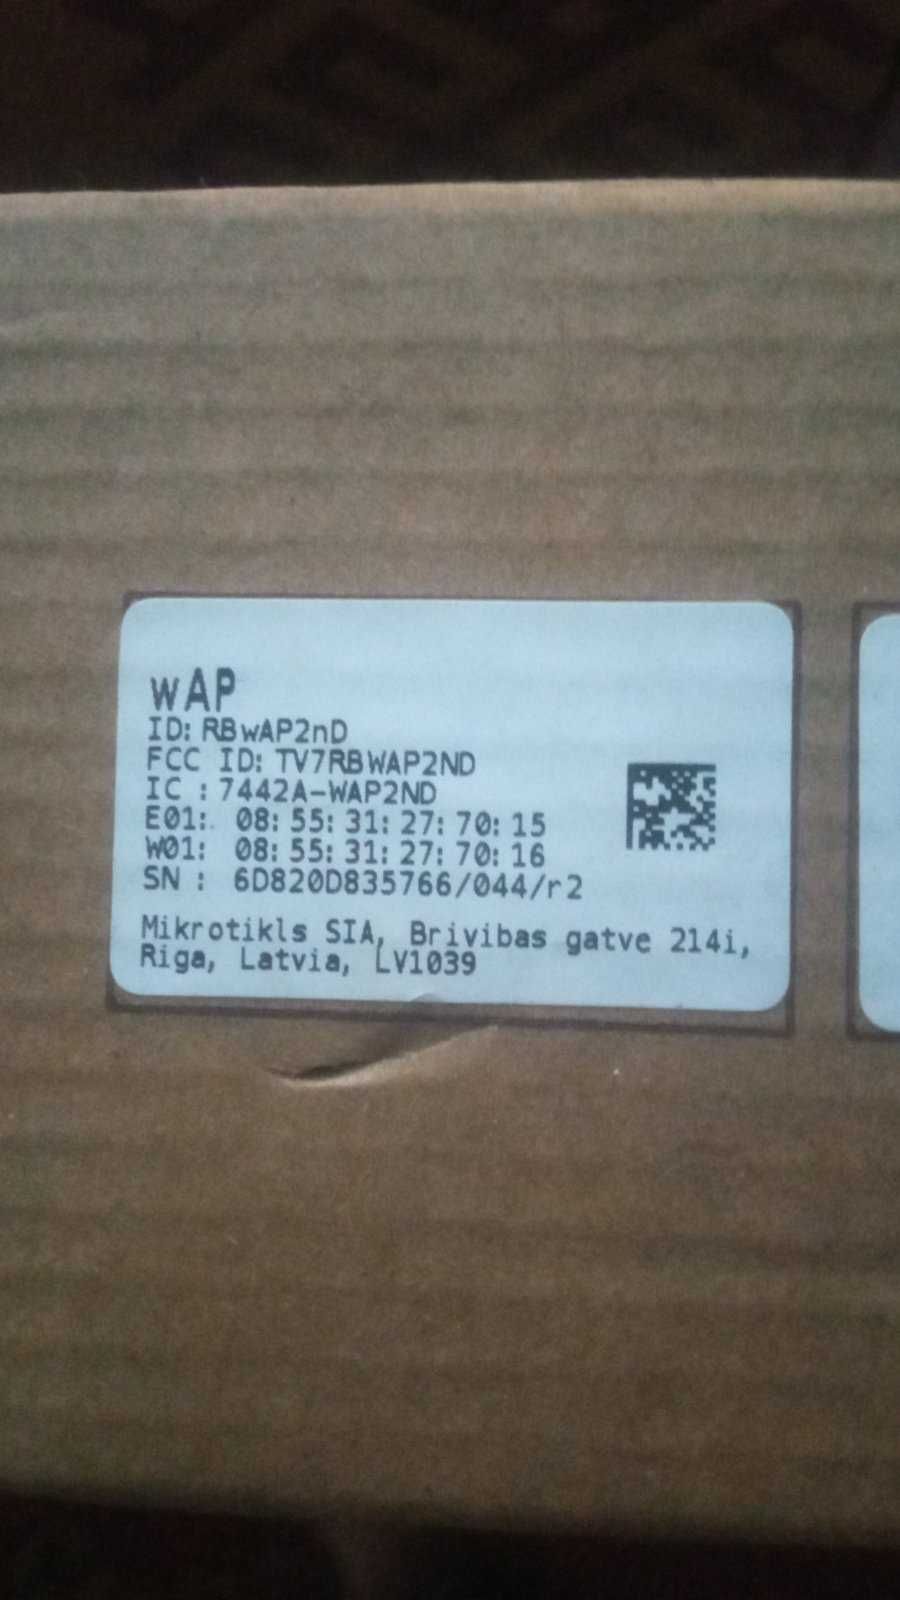 wAP
ID: RBwAP2nD
FCC ID: TV7RBWAP2ND
IC : 7442A-WAP2ND
E01: 08:55:31:27:70:15
W01: 08:55:31:27:70:16
SN : 6D820D835766/044/r2
Mikrotikls SIA, Brivibas gatve 214i,
Riga, Latvia, LV1039